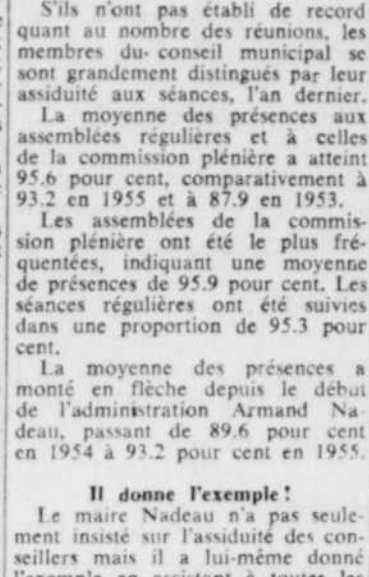 S'ils n'ont pas établi de record
quant au nombre des réunions, les
membres du- conseil municipal se
sont grandement distingués par leur
assiduité aux séances, l'an dernier.
La moyenne des présences aux
assemblées régulières et à celles
de la commission plénière a atteint
95.6 pour cent, comparativement à
93.2 en 1955 et à 87.9 en 1953.
Les assemblées de la commis-
sion plénière ont été le plus fré-
quentées, indiquant une moyenne
de présences de 95.9 pour cent. Les
séances régulières ont été suivies
dans une proportion de 95.3 pour
cent.
La moyenne des présences a
monté en flèche depuis le début
de l'administration Armand Na-
deau, passant de 89.6 pour cent
en 1954 à 93.2 pour cent en 1955.
Il donne l'exemple!
Le maire Nadeau n'a pas seule-
ment insisté sur l'assiduité des con-
seillers mais il a lui-même donné
l'exemple en assistant à toutes les